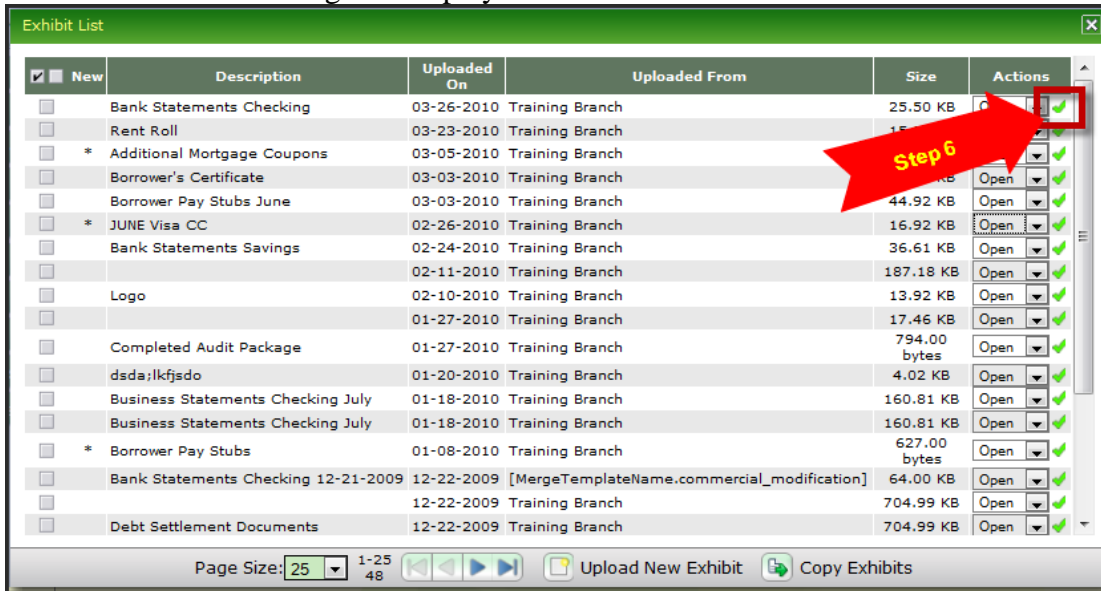 Exhibit List
New Description Uploaded On Uploaded From Size Actions
Bank Statements Checking 03-26-2010 Training Branch 25.50 KB
Rent Roll 03-23-2010 Training Branch
* Additional Mortgage Coupons 03-05-2010 Training Branch
Step 6
Borrower's Certificate 03-03-2010 Training Branch KB Open
Borrower Pay Stubs June 03-03-2010 Training Branch 44.92 KB Open
* JUNE Visa CC 02-26-2010 Training Branch 16.92 KB Open
Bank Statements Savings 02-24-2010 Training Branch 36.61 KB Open
02-11-2010 Training Branch 187.18 KB Open
Logo 02-10-2010 Training Branch 13.92 KB Open
01-27-2010 Training Branch 17.46 KB Open
Completed Audit Package 01-27-2010 Training Branch 794.00 bytes Open
dsda;lkfjsdo 01-20-2010 Training Branch 4.02 KB Open
Business Statements Checking July 01-18-2010 Training Branch 160.81 KB Open
Business Statements Checking July 01-18-2010 Training Branch 160.81 KB Open
* Borrower Pay Stubs 01-08-2010 Training Branch 627.00 bytes Open
Bank Statements Checking 12-21-2009 12-22-2009 [MergeTemplateName.commercial_modification] 64.00 KB Open
12-22-2009 Training Branch 704.99 KB Open
Debt Settlement Documents 12-22-2009 Training Branch 704.99 KB Open
Page Size: 25 1-25 48 Upload New Exhibit Copy Exhibits